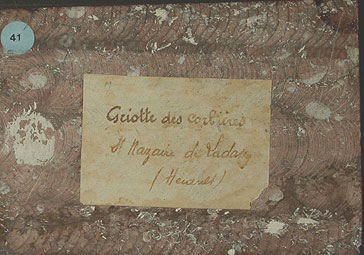 41
Griotte des corbières
St Nazaire de Ladarez
(Hérault)